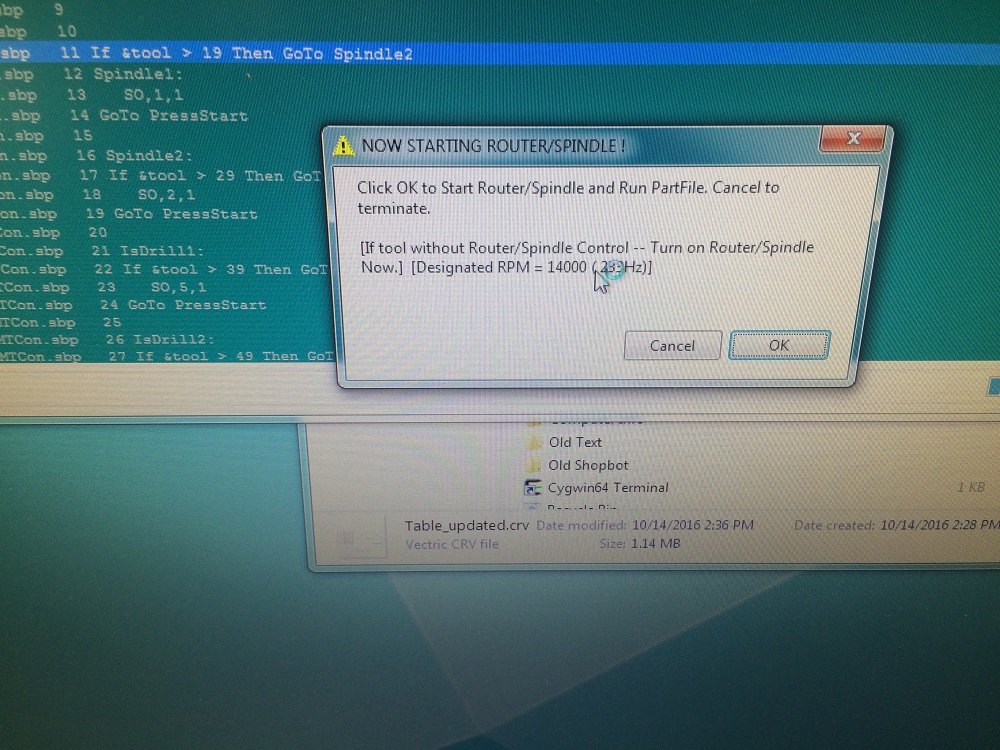 sbp 9
sbp 10
sbp 11 If &tool > 19 Then GoTo Spindle2
.sbp 12 Spindle1:
.sbp 13 SO,1,1
.sbp 14 GoTo PressStart
n.sbp 15
n.sbp 16 Spindle2:
on.sbp 17 If &tool > 29 Then GoT
on.sbp 18 SO,2,1
on.sbp 19 GoTo PressStart
Con.sbp 20
Con.sbp 21 IsDrill1:
Con.sbp 22 If &tool > 39 Then GoT
TCon.sbp 23 SO,5,1
TCon.sbp 24 GoTo PressStart
TCon.sbp 25
MTCon.sbp 26 IsDrill2:
MTCon.sbp 27 If &tool > 49 Then GoT
NOW STARTING ROUTER/SPINDLE !
Click OK to Start Router/Spindle and Run PartFile. Cancel to
terminate.
[If tool without Router/Spindle Control -- Turn on Router/Spindle
Now.] [Designated RPM = 14000 ( Hz)]
Cancel OK
Old Text
Old Shopbot
Cygwin64 Terminal 1 KB
Table_updated.crv Date modified: 10/14/2016 2:36 PM Date created: 10/14/2016 2:28 PM
Vectric CRV file Size: 1.14 MB